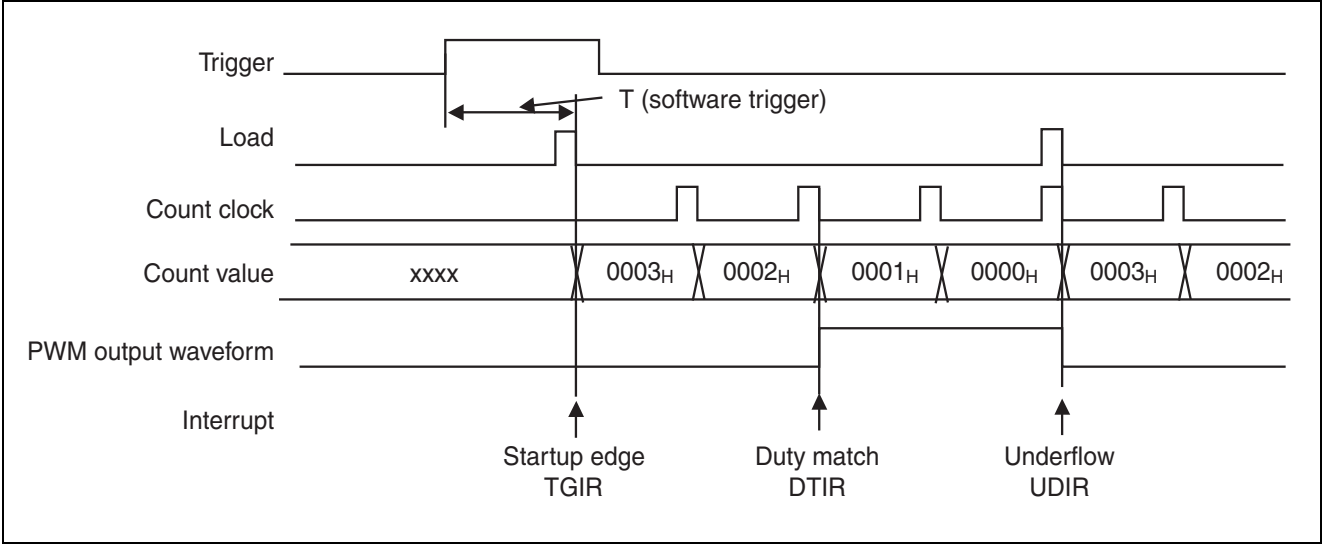 Trigger
T (software trigger)
Load
Count clock
Count value
xxxx
0003H
0002H
0001H
0000H
0003H
0002H
PWM output waveform
Interrupt
Startup edge
TGIR
Duty match
DTIR
Underflow
UDIR